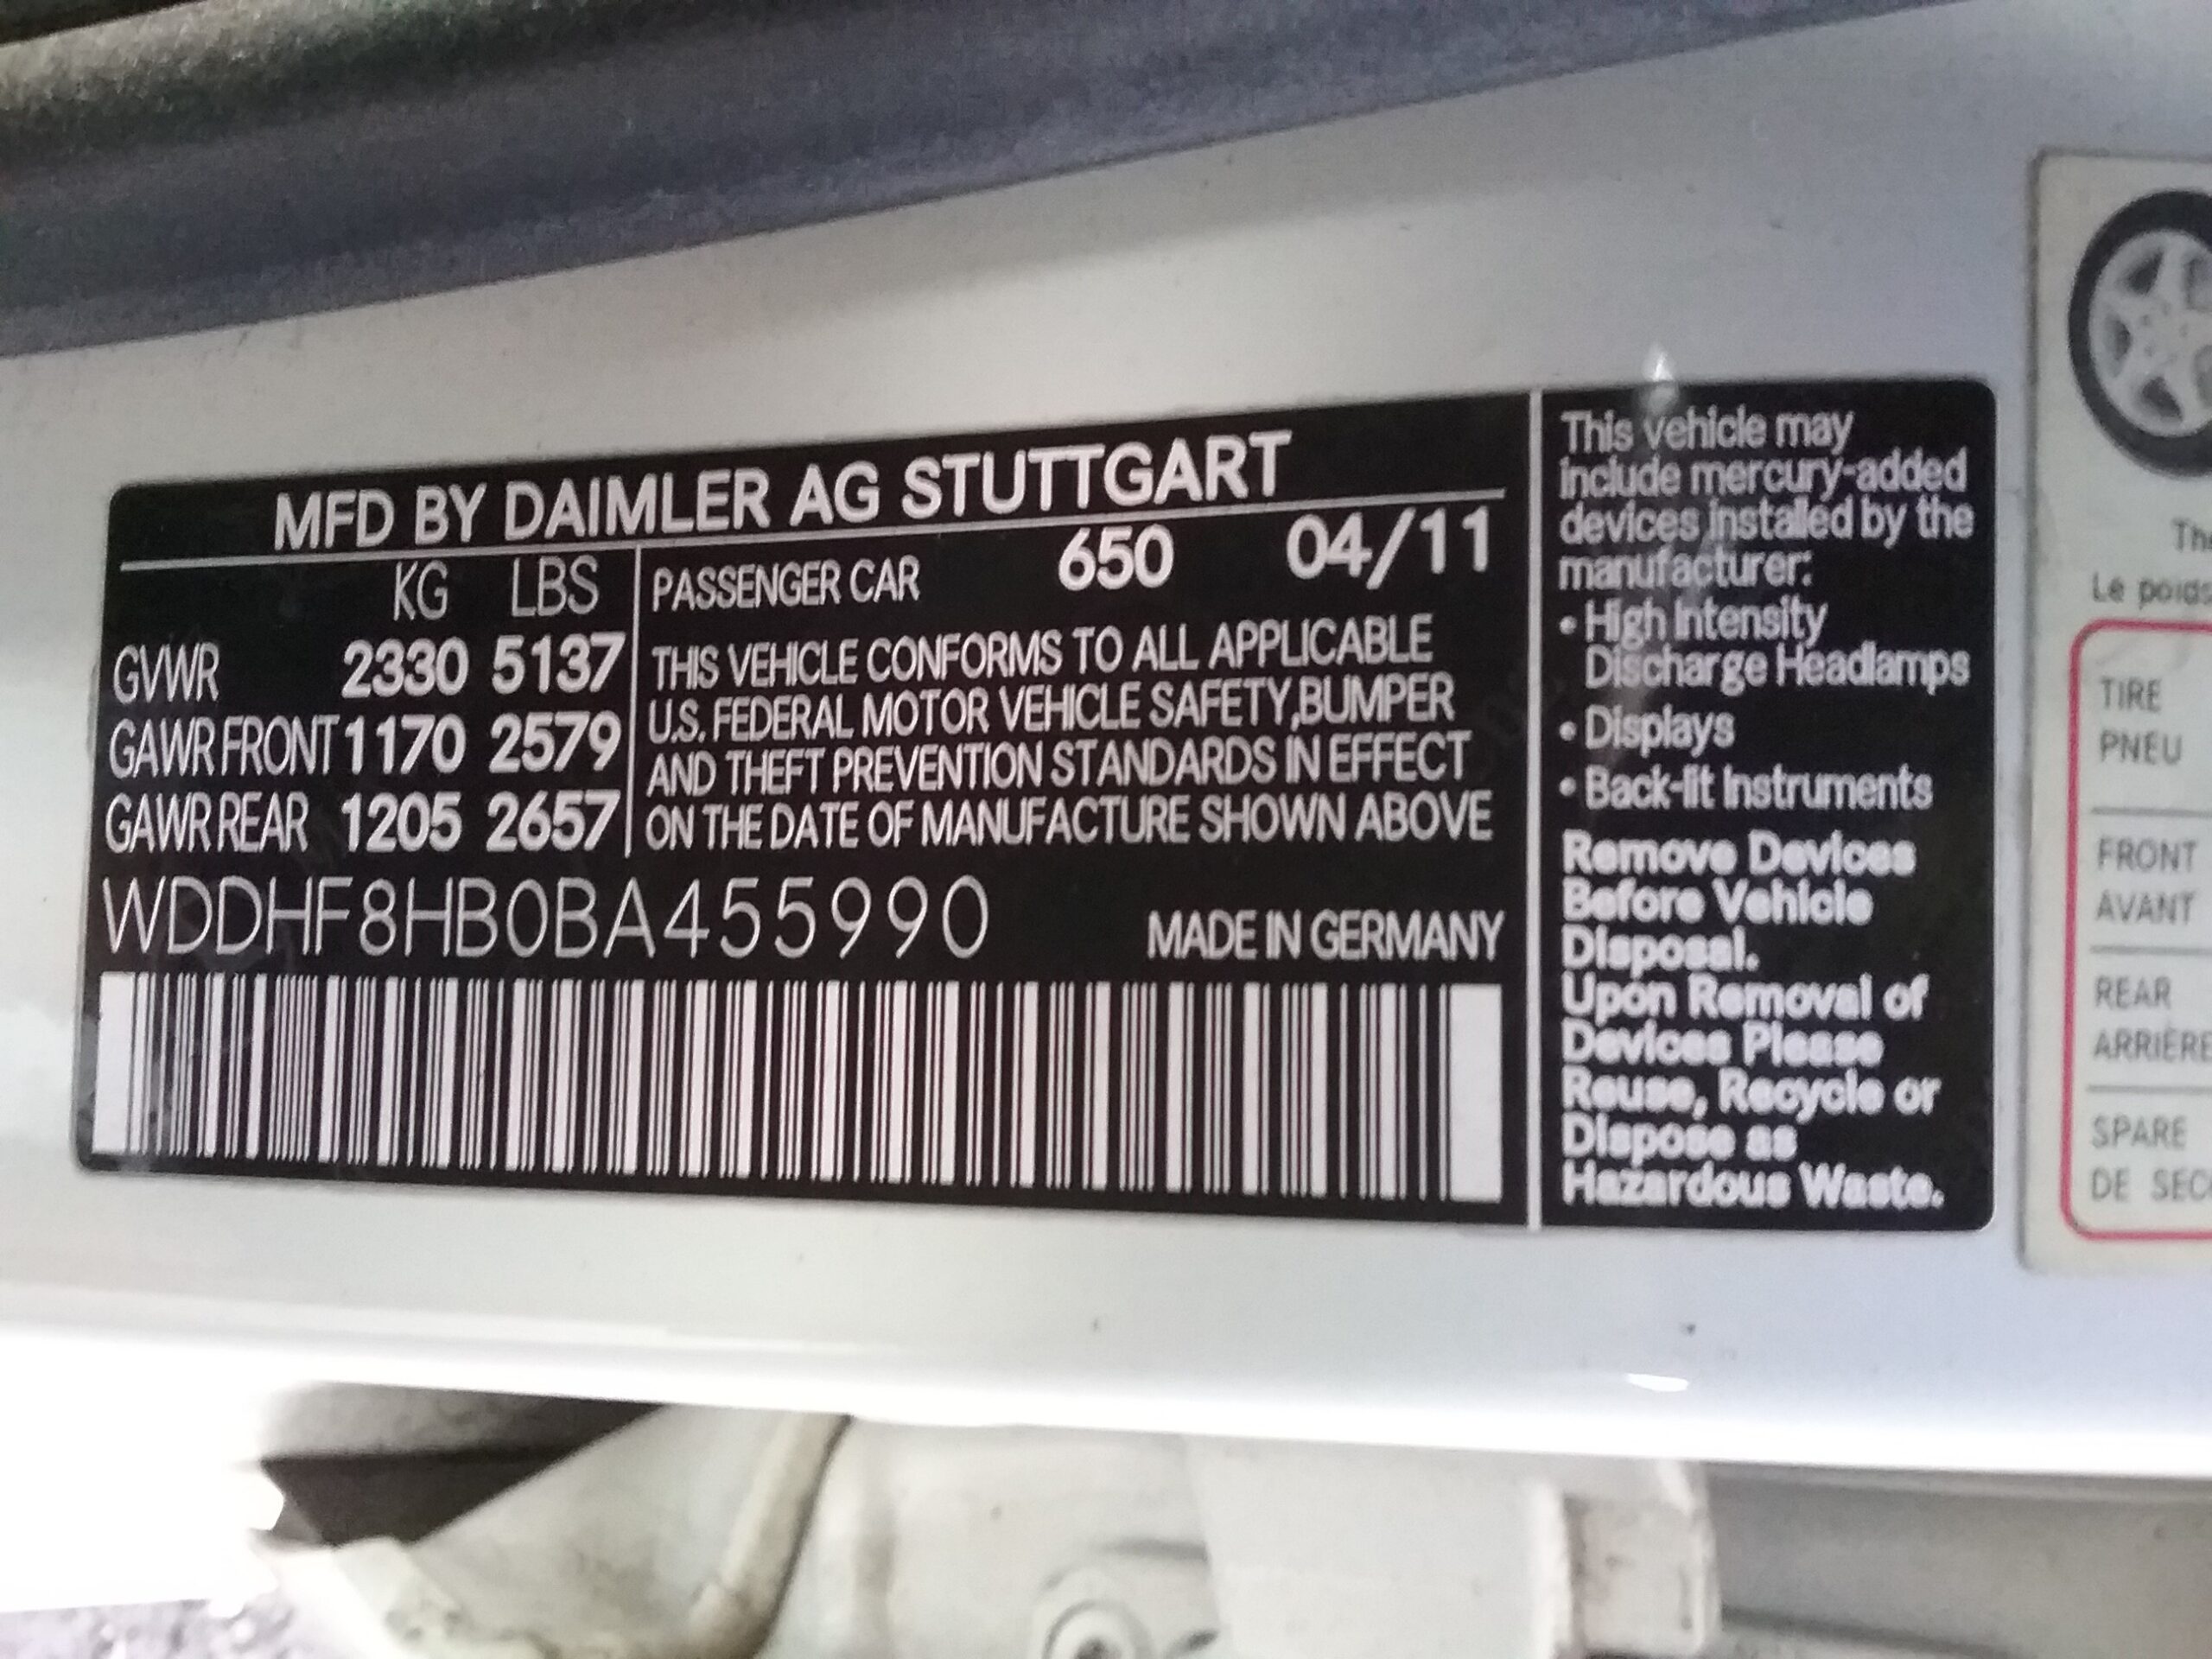 MFD BY DAIMLER AG STUTTGART
KG LBS
GVWR 2330 5137
GAWR FRONT 1170 2579
GAWR REAR 1205 2657
PASSENGER CAR 650 04/11
THIS VEHICLE CONFORMS TO ALL APPLICABLE
U.S. FEDERAL MOTOR VEHICLE SAFETY,BUMPER
AND THEFT PREVENTION STANDARDS IN EFFECT
ON THE DATE OF MANUFACTURE SHOWN ABOVE
WDDHF8HB0BA455990
MADE IN GERMANY
This vehicle may
include mercury-added
devices installed by the
manufacturer:
• High Intensity
Discharge Headlamps
• Displays
• Back-lit Instruments
Remove Devices
Before Vehicle
Disposal.
Upon Removal of
Devices Please
Reuse, Recycle or
Dispose as
Hazardous Waste.
Le poids
TIRE
PNEU
FRONT
AVANT
REAR
ARRIÈRE
SPARE
DE